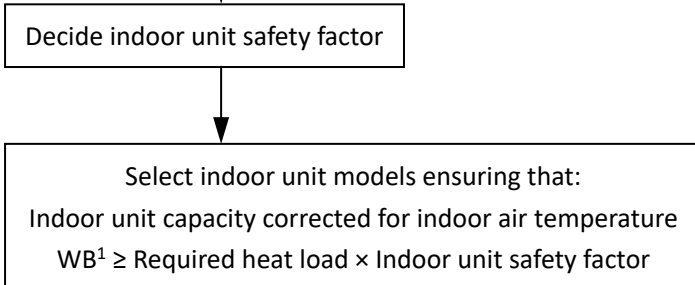 Decide indoor unit safety factor
Select indoor unit models ensuring that:
Indoor unit capacity corrected for indoor air temperature
WB¹ ≥ Required heat load × Indoor unit safety factor